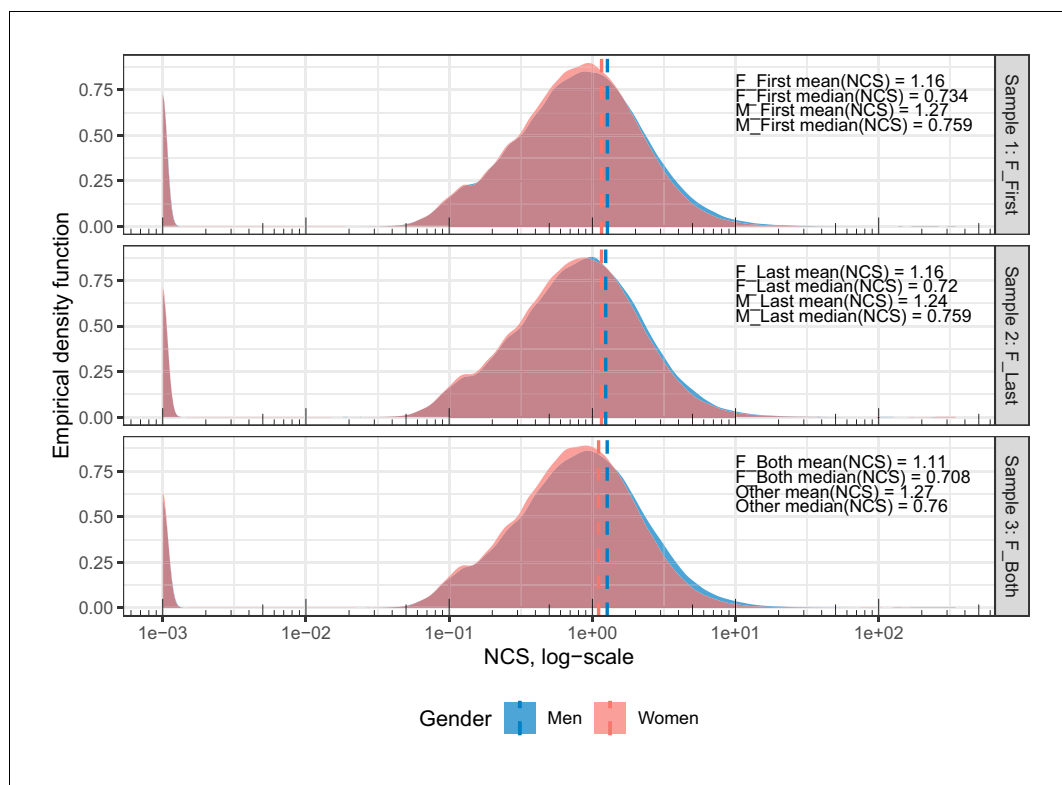 0.75
0.50
0.25
0.00
F_First mean(NCS) = 1.16
F_First median(NCS) = 0.734
M_First mean(NCS) = 1.27
M_First median(NCS) = 0.759
Sample 1: F_First
Empirical density function
0.75
0.50
0.25
0.00
F_Last mean(NCS) = 1.16
F_Last median(NCS) = 0.72
M_Last mean(NCS) = 1.24
M_Last median(NCS) = 0.759
Sample 2: F_Last
0.75
0.50
0.25
0.00
F_Both mean(NCS) = 1.11
F_Both median(NCS) = 0.708
Other mean(NCS) = 1.27
Other median(NCS) = 0.76
Sample 3: F_Both
1e−03 1e−02 1e−01 1e+00 1e+01 1e+02
NCS, log−scale
Gender Men Women